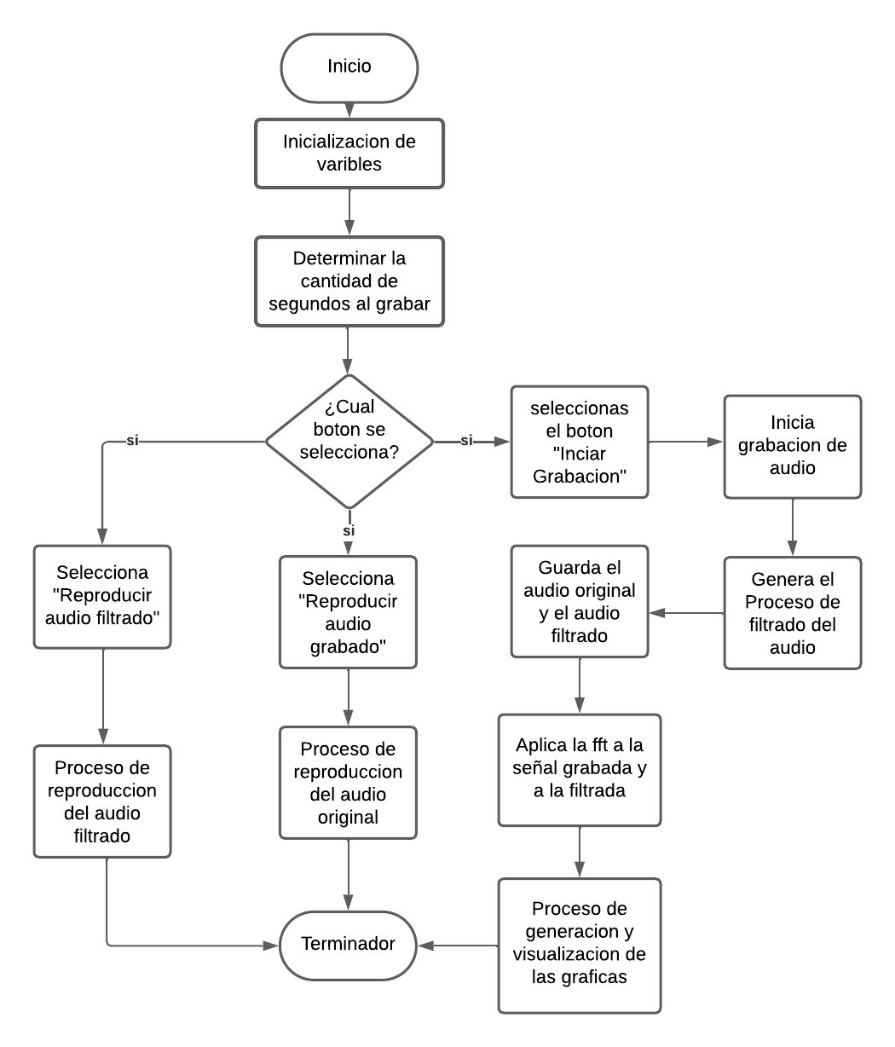 Inicio
Inicializacion de
varibles
Determinar la
cantidad de
segundos al grabar
¿Cual
boton se
selecciona?
si
si
si
seleccionas
el boton
"Inciar
Grabacion"
Inicia
grabacion de
audio
Genera el
Proceso de
filtrado del
audio
Guarda el
audio original
y el audio
filtrado
Aplica la fft a la
señal grabada y
a la filtrada
Proceso de
generacion y
visualizacion de
las graficas
Selecciona
"Reproducir
audio filtrado"
Proceso de
reproduccion
del audio
filtrado
Selecciona
"Reproducir
audio
grabado"
Proceso de
reproduccion
del audio
original
Terminador